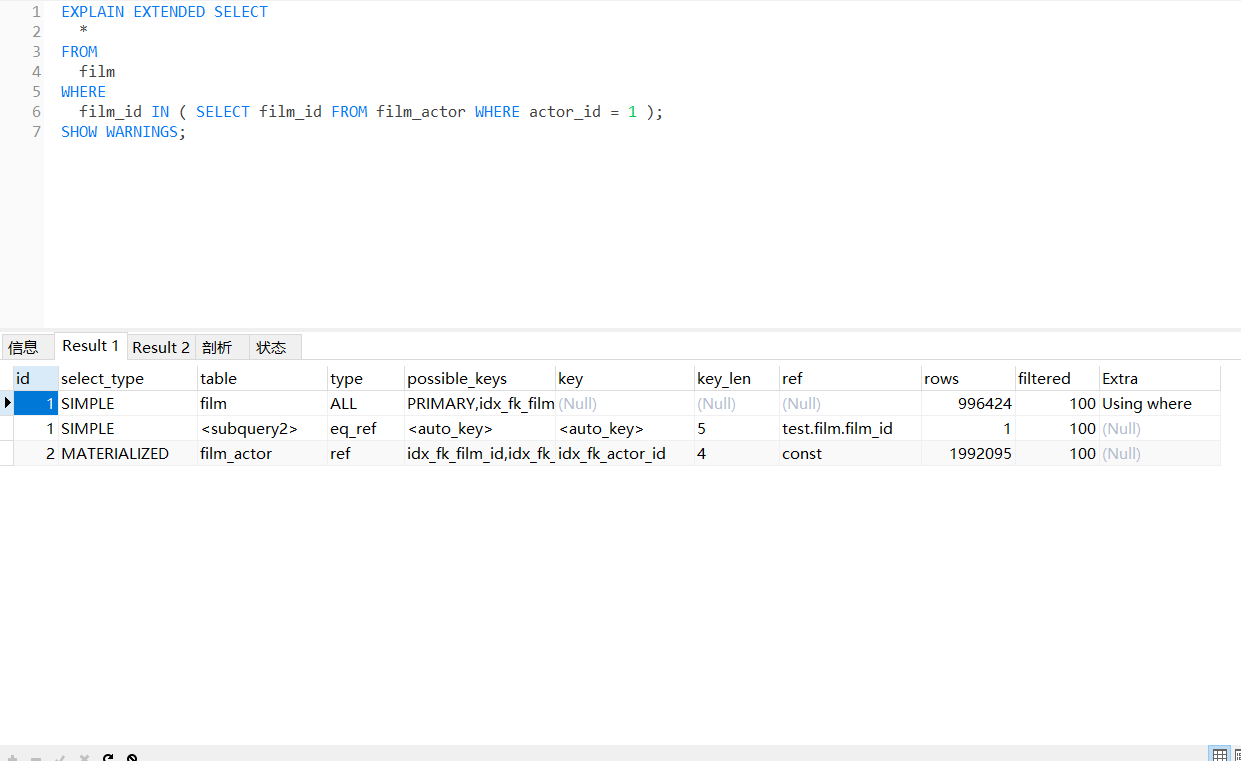 1 EXPLAIN EXTENDED SELECT
2 *
3 FROM
4 film
5 WHERE
6 film_id IN ( SELECT film_id FROM film_actor WHERE actor_id = 1 );
7 SHOW WARNINGS;
信息 Result 1 Result 2 剖析 状态
id select_type table type possible_keys key key_len ref rows filtered Extra
1 SIMPLE film ALL PRIMARY,idx_fk_film (Null) (Null) (Null) 996424 100 Using where
1 SIMPLE <subquery2> eq_ref <auto_key> <auto_key> 5 test.film.film_id 1 100 (Null)
2 MATERIALIZED film_actor ref idx_fk_film_id,idx_fk_ idx_fk_actor_id 4 const 1992095 100 (Null)